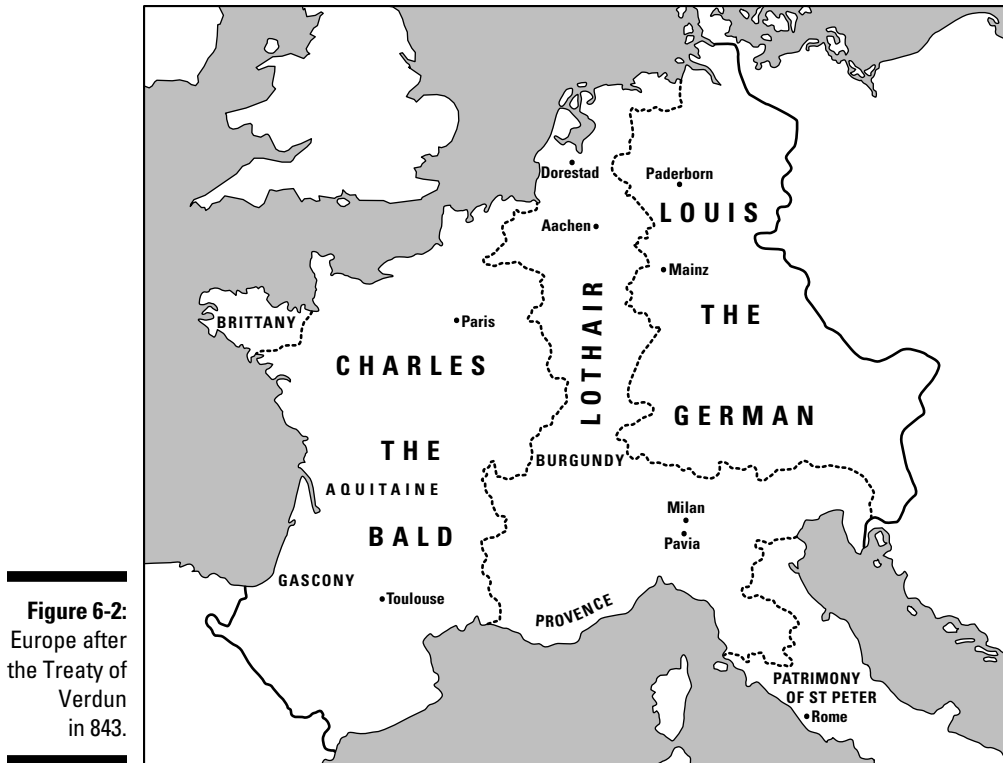 Dorestad
Paderborn
LOUIS
Aachen
Mainz
THE
LOTHAIR
BRITTANY
Paris
CHARLES
GERMAN
THE
BURGUNDY
AQUITAINE
Milan
BALD
Pavia
GASCONY
Toulouse
PROVENCE
PATRIMONY
OF ST PETER
Rome
Figure 6-2:
Europe after
the Treaty of
Verdun
in 843.